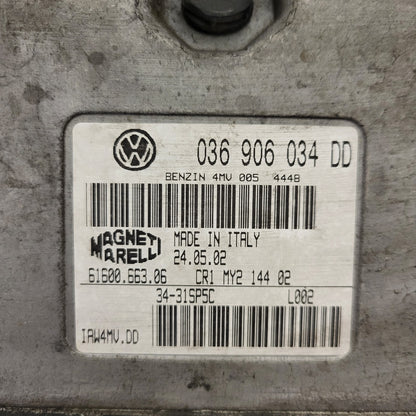 036 906 034 DD
BENZIN 4MV 005 4448
MAGNETI MARELLI
MADE IN ITALY
24.05.02
61600.663.06 CR1 MY2 144 02
34-31SP5C L002
IAW4MV.DD